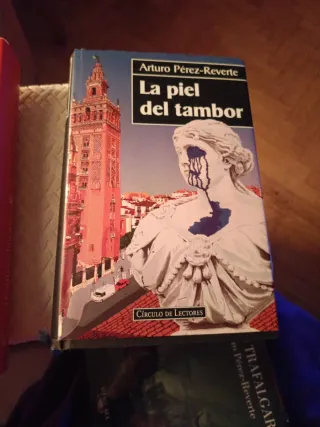 Arturo Pérez-Reverte
La piel
del tambor
CÍRCULO DE LECTORES
TRAFALGAR
Pérez-Reverte